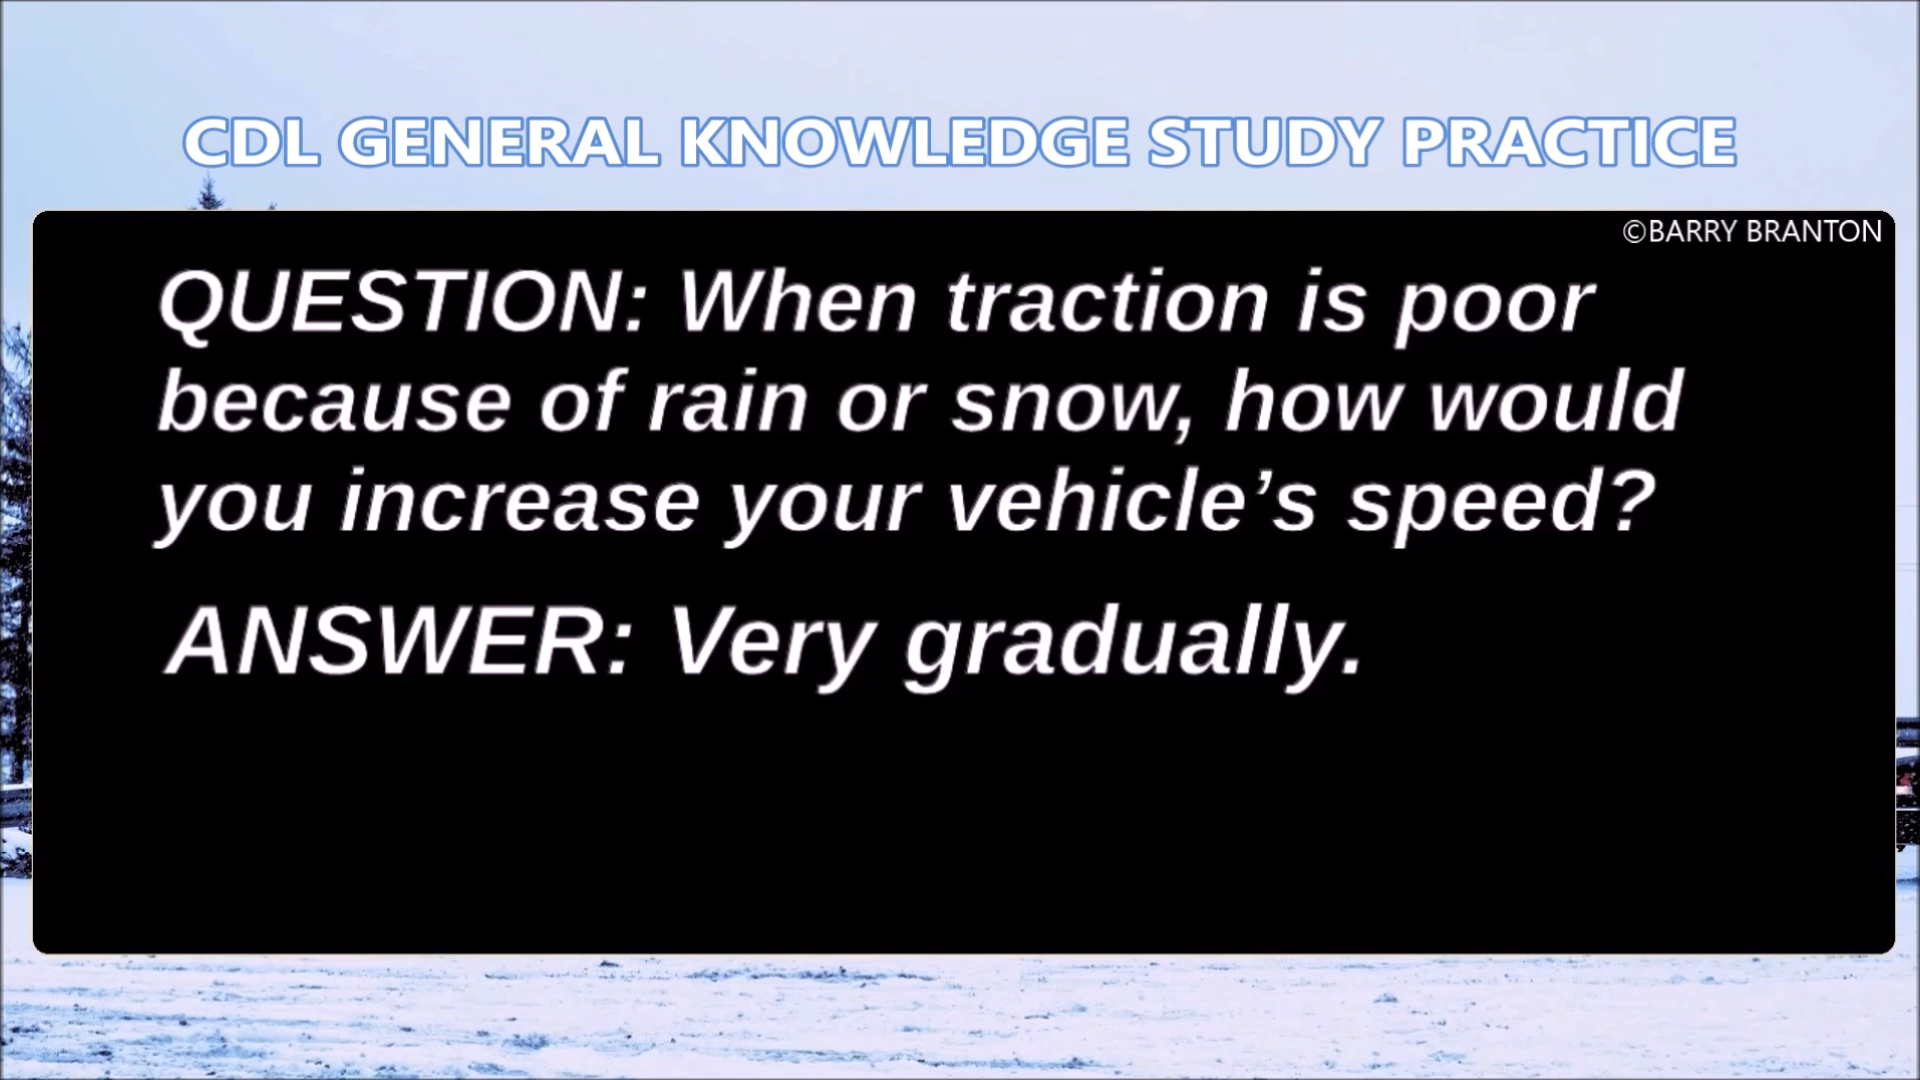 CDL GENERAL KNOWLEDGE STUDY PRACTICE
©BARRY BRANTON
QUESTION: When traction is poor
because of rain or snow, how would
you increase your vehicle’s speed?
ANSWER: Very gradually.